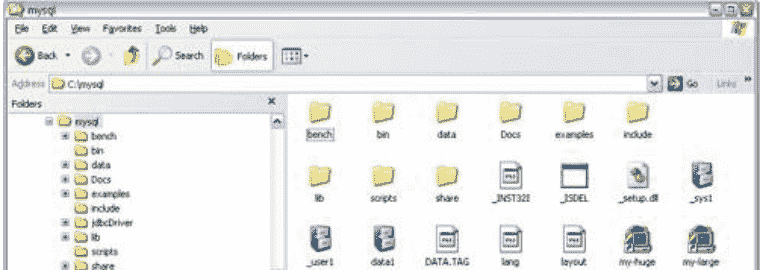 mysql
File Edit View Favorites Tools Help
Back Search Folders
Address C:\mysql Go Links »
Folders
mysql
bench
bin
data
Docs
examples
include
jdbcDriver
lib
scripts
share
bench bin data Docs examples include
lib scripts share _INST32I _ISDEL _setup.dll _sys1
_user1 data1 DATA.TAG lang layout my-huge my-large